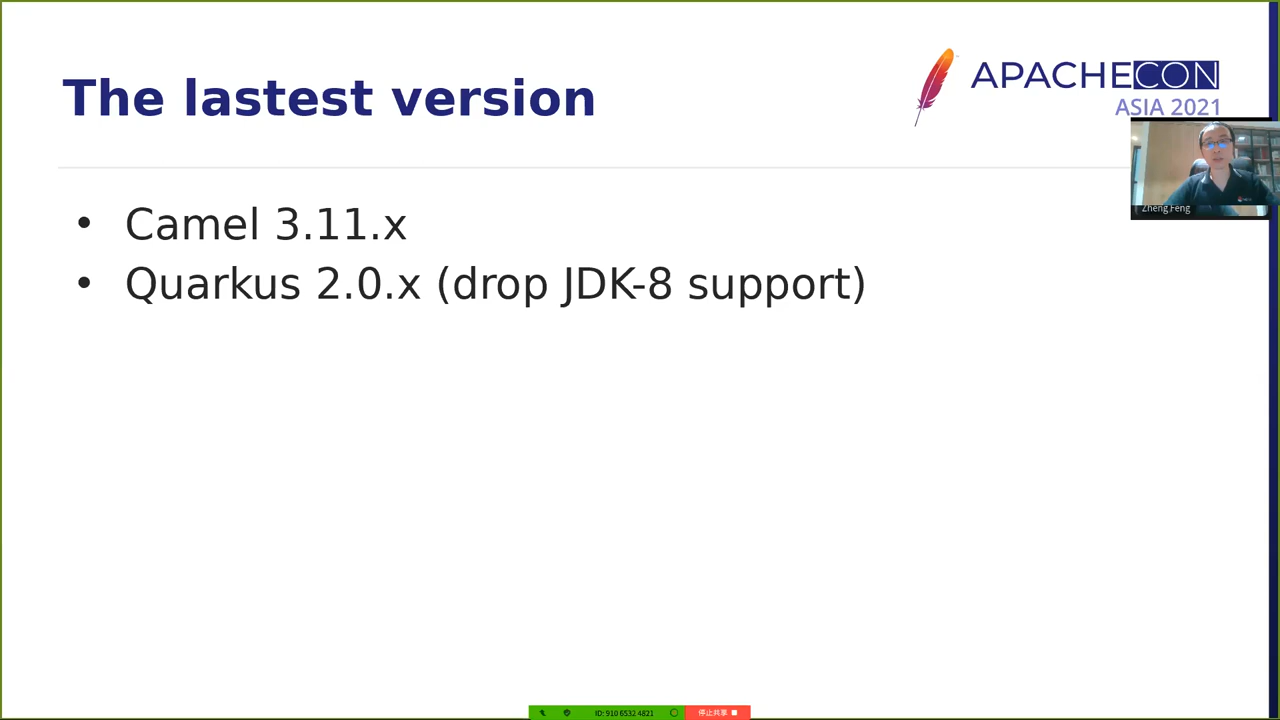 The lastest version
APACHECON
ASIA 2021
Zheng Feng
• Camel 3.11.x
• Quarkus 2.0.x (drop JDK-8 support)
ID: 910 6532 4821
停止共享